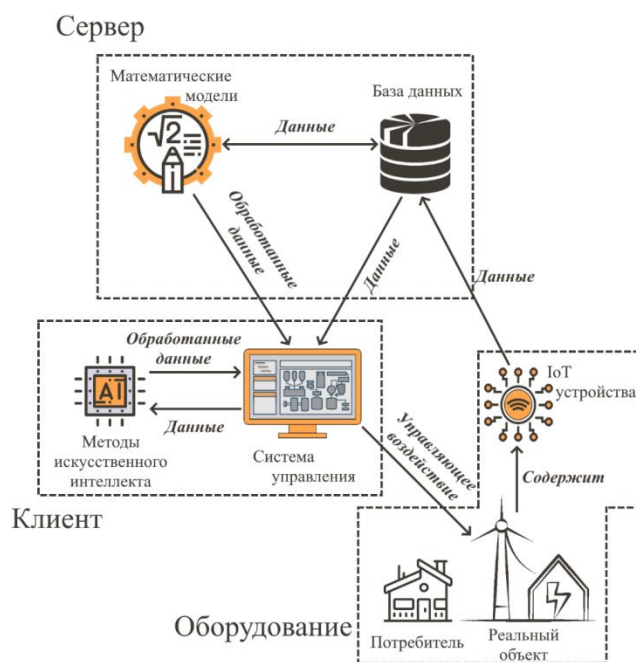 Сервер
Математические
модели
База данных
√2
Данные
Обработанные
данные
Данные
Данные
Обработанные
данные
AI
Данные
Методы
искусственного
интеллекта
Система
управления
Управляющее
воздействие
IoT
устройства
Содержит
Клиент
Оборудование
Потребитель
Реальный
объект